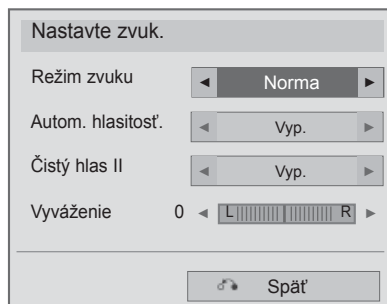 Nastavte zvuk.
Režim zvuku ◄ Norma ►
Autom. hlasitosť. ◄ Vyp. ►
Čistý hlas II ◄ Vyp. ►
Vyváženie 0 ◄ L R ►
Späť